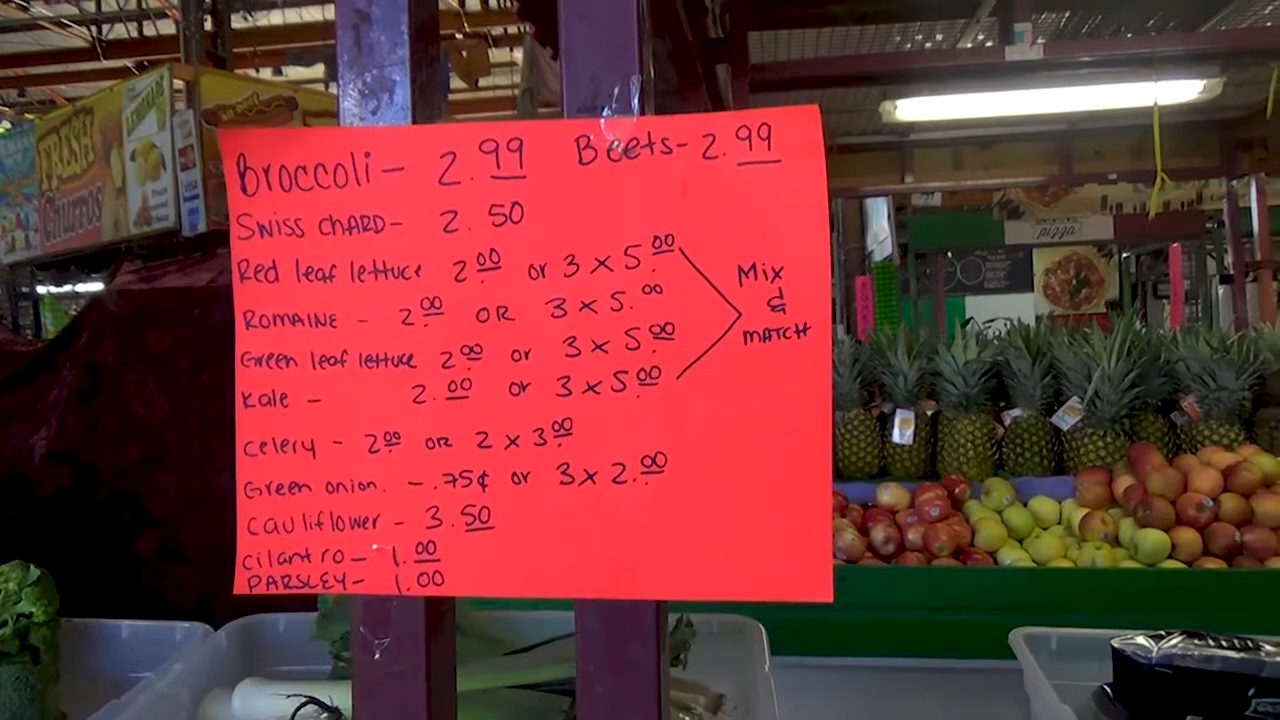 Broccoli- 2.99 Beets- 2.99
Swiss chard- 2.50
Red leaf lettuce 2.00 or 3 x 5.00
ROMAINE - 2.00 OR 3 x 5.00
Green leaf lettuce 2.00 or 3 x 5.00
Kale - 2.00 or 3 x 5.00
Mix
&
MATCH
celery - 2.00 OR 2 x 3.00
Green onion. - .75¢ or 3 x 2.00
Cauliflower - 3.50
cilantro- 1.00
PARSLEY- 1.00
FRESH
Churros
LEMONADE
VISA
pizza